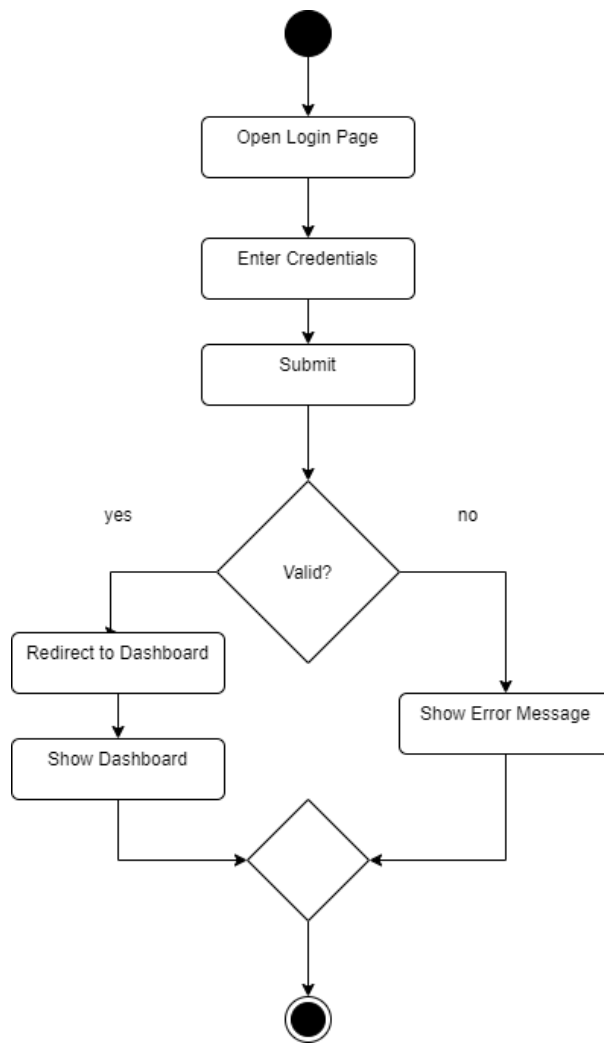 Open Login Page
Enter Credentials
Submit
yes
no
Valid?
Redirect to Dashboard
Show Error Message
Show Dashboard